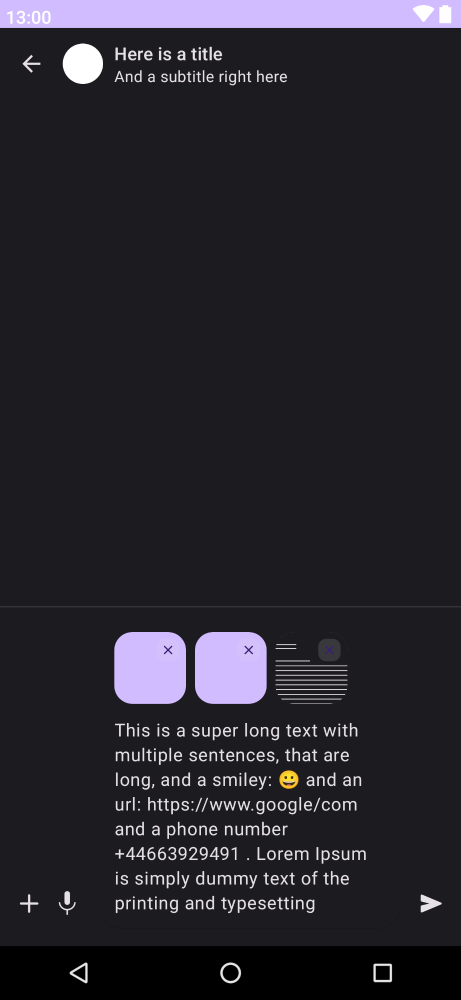 13:00
Here is a title
And a subtitle right here
This is a super long text with
multiple sentences, that are
long, and a smiley: 😀 and an
url: https://www.google/com
and a phone number
+44663929491 . Lorem Ipsum
is simply dummy text of the
printing and typesetting